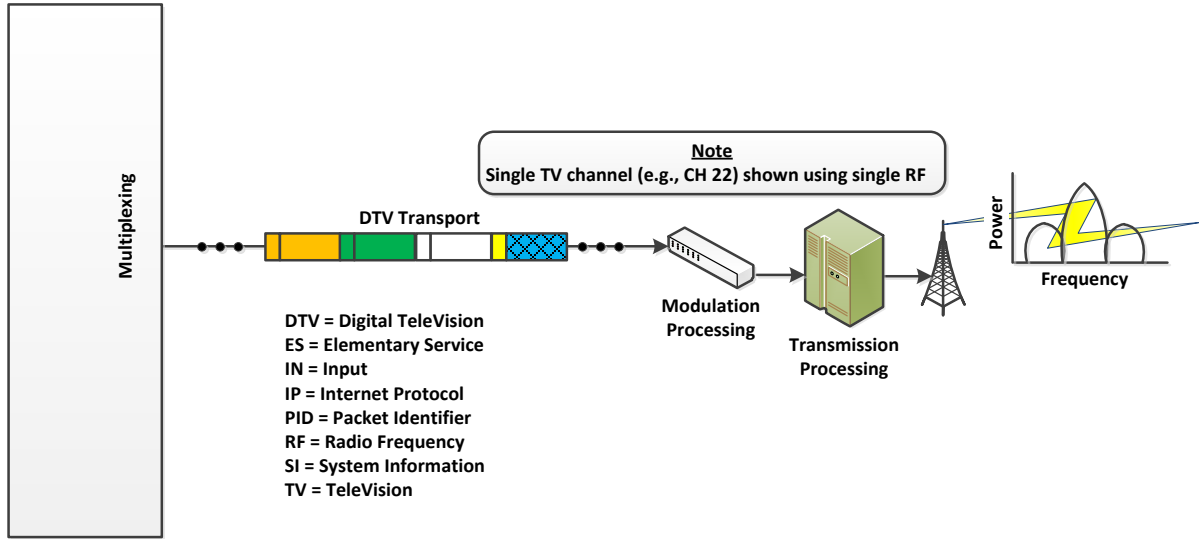 Multiplexing
Note
Single TV channel (e.g., CH 22) shown using single RF
DTV Transport
Modulation
Processing
Transmission
Processing
Power
Frequency
DTV = Digital TeleVision
ES = Elementary Service
IN = Input
IP = Internet Protocol
PID = Packet Identifier
RF = Radio Frequency
SI = System Information
TV = TeleVision